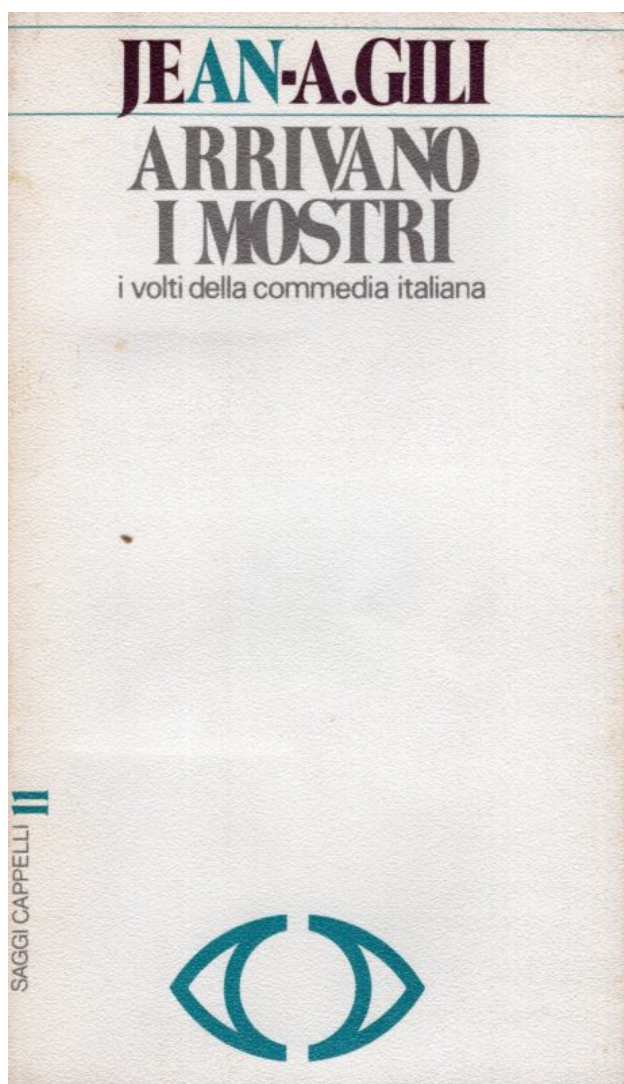 JEAN-A.GILI
ARRIVANO
I MOSTRI
i volti della commedia italiana
SAGGI CAPPELLI 11